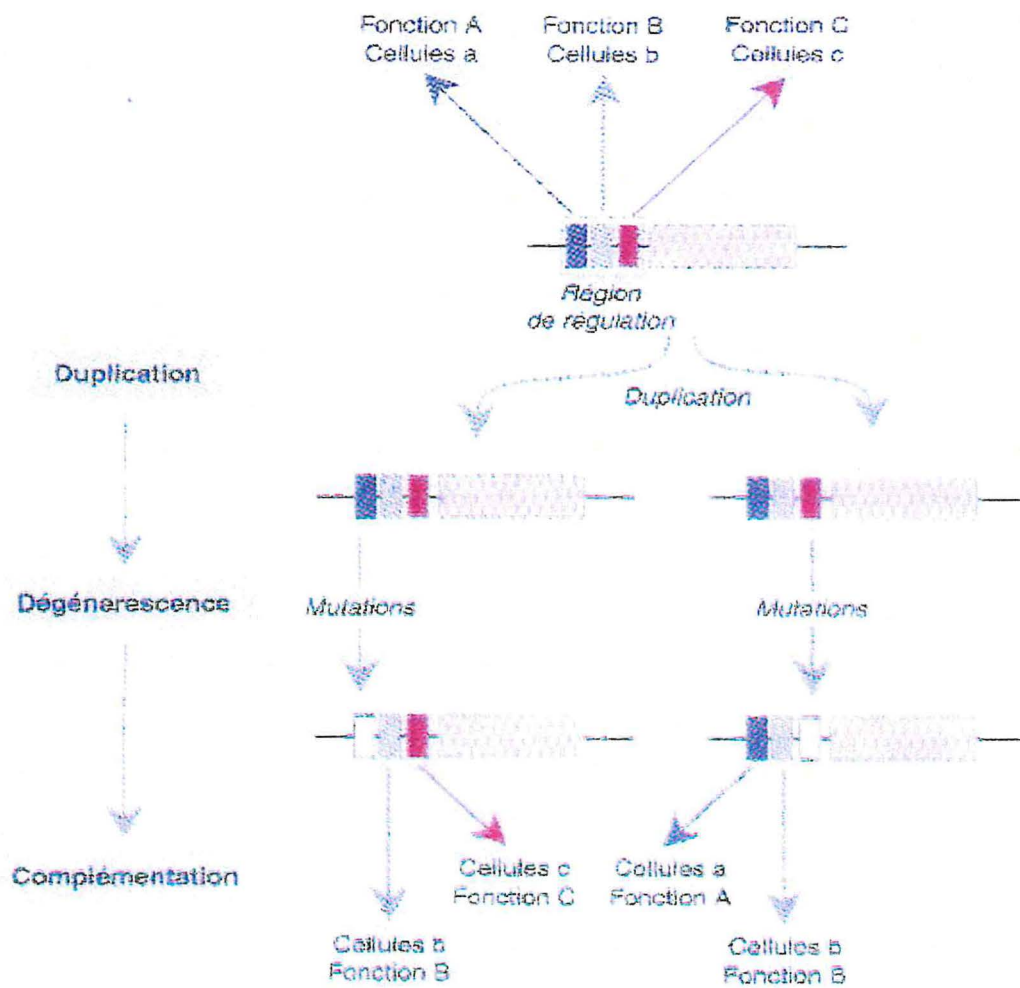 Fonction A
Cellules a
Fonction B
Cellules b
Fonction C
Cellules c
Région
de régulation
Duplication
Duplication
Dégénerescence
Mutations
Mutations
Complémentation
Cellules c
Fonction C
Cellules a
Fonction A
Cellules b
Fonction B
Cellules b
Fonction B